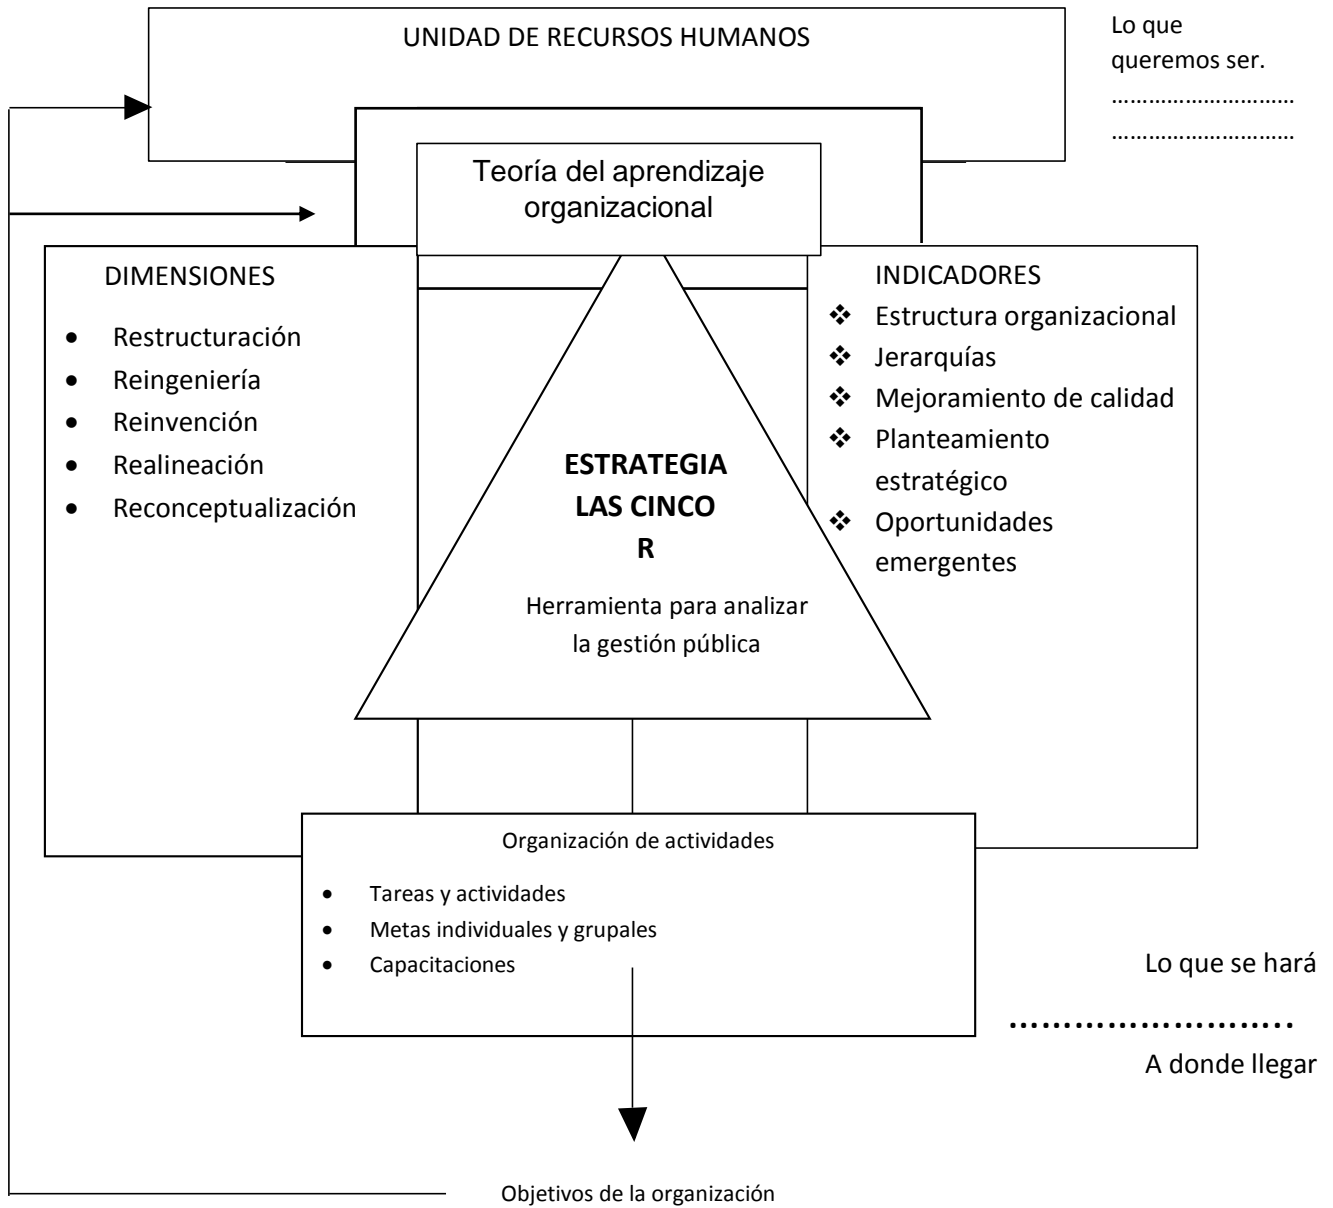 UNIDAD DE RECURSOS HUMANOS
Lo que
queremos ser.
…………………………
…………………………
Teoría del aprendizaje
organizacional
DIMENSIONES
• Restructuración
• Reingeniería
• Reinvención
• Realineación
• Reconceptualización
INDICADORES
❖ Estructura organizacional
❖ Jerarquías
❖ Mejoramiento de calidad
❖ Planteamiento
estratégico
❖ Oportunidades
emergentes
ESTRATEGIA
LAS CINCO
R
Herramienta para analizar
la gestión pública
Organización de actividades
• Tareas y actividades
• Metas individuales y grupales
• Capacitaciones
Lo que se hará
………………………..
A donde llegar
Objetivos de la organización